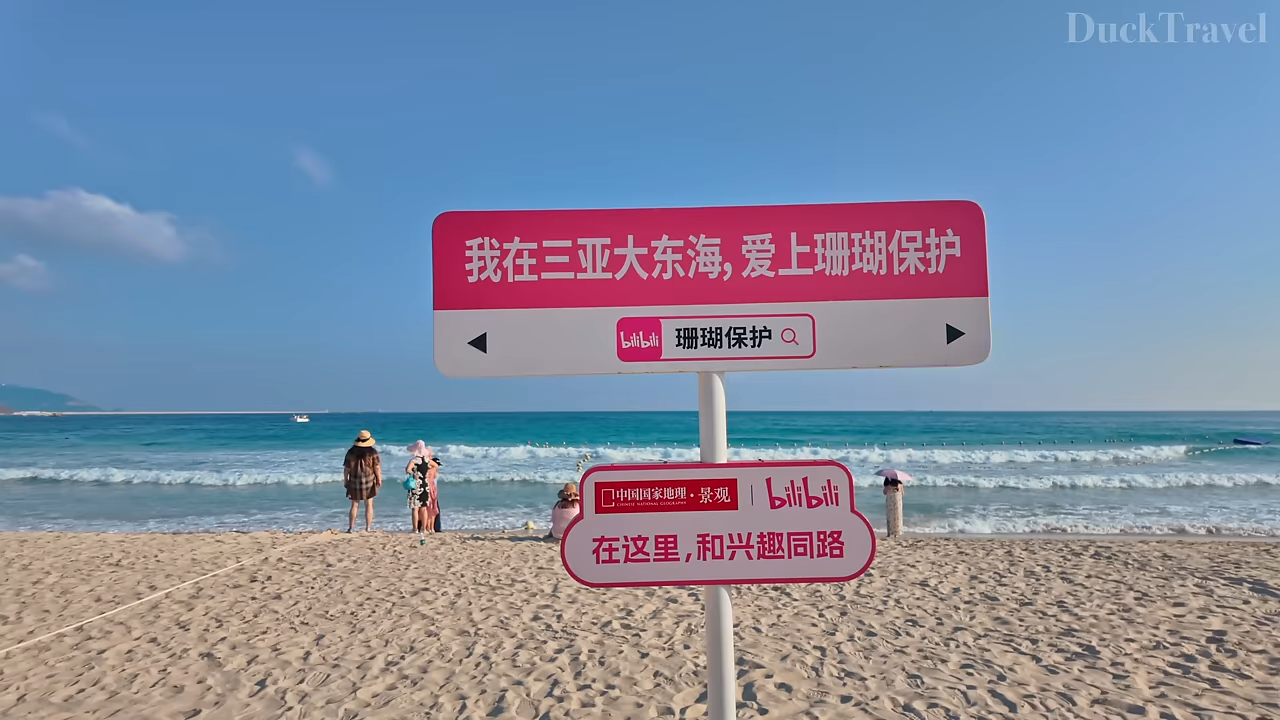 DuckTravel
我在三亚大东海,爱上珊瑚保护
bilibili 珊瑚保护
中国国家地理·景观 bilibili
CHINESE NATIONAL GEOGRAPHY
在这里,和兴趣同路